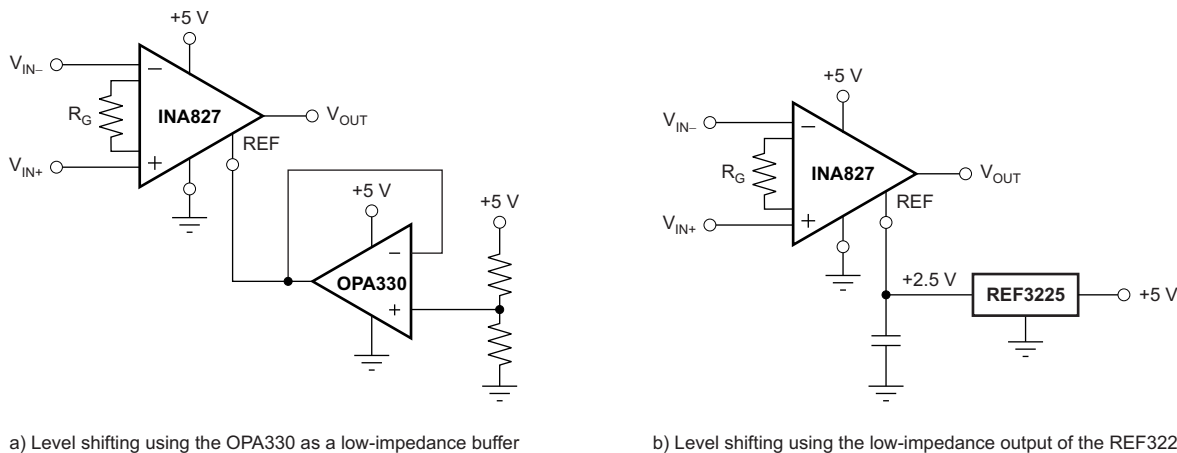 +5 V
V_IN–
−
R_G
INA827
V_OUT
REF
V_IN+
+
+5 V
+5 V
−
OPA330
+
a) Level shifting using the OPA330 as a low-impedance buffer
+5 V
V_IN–
−
R_G
INA827
V_OUT
REF
V_IN+
+
+2.5 V
REF3225
+5 V
b) Level shifting using the low-impedance output of the REF322